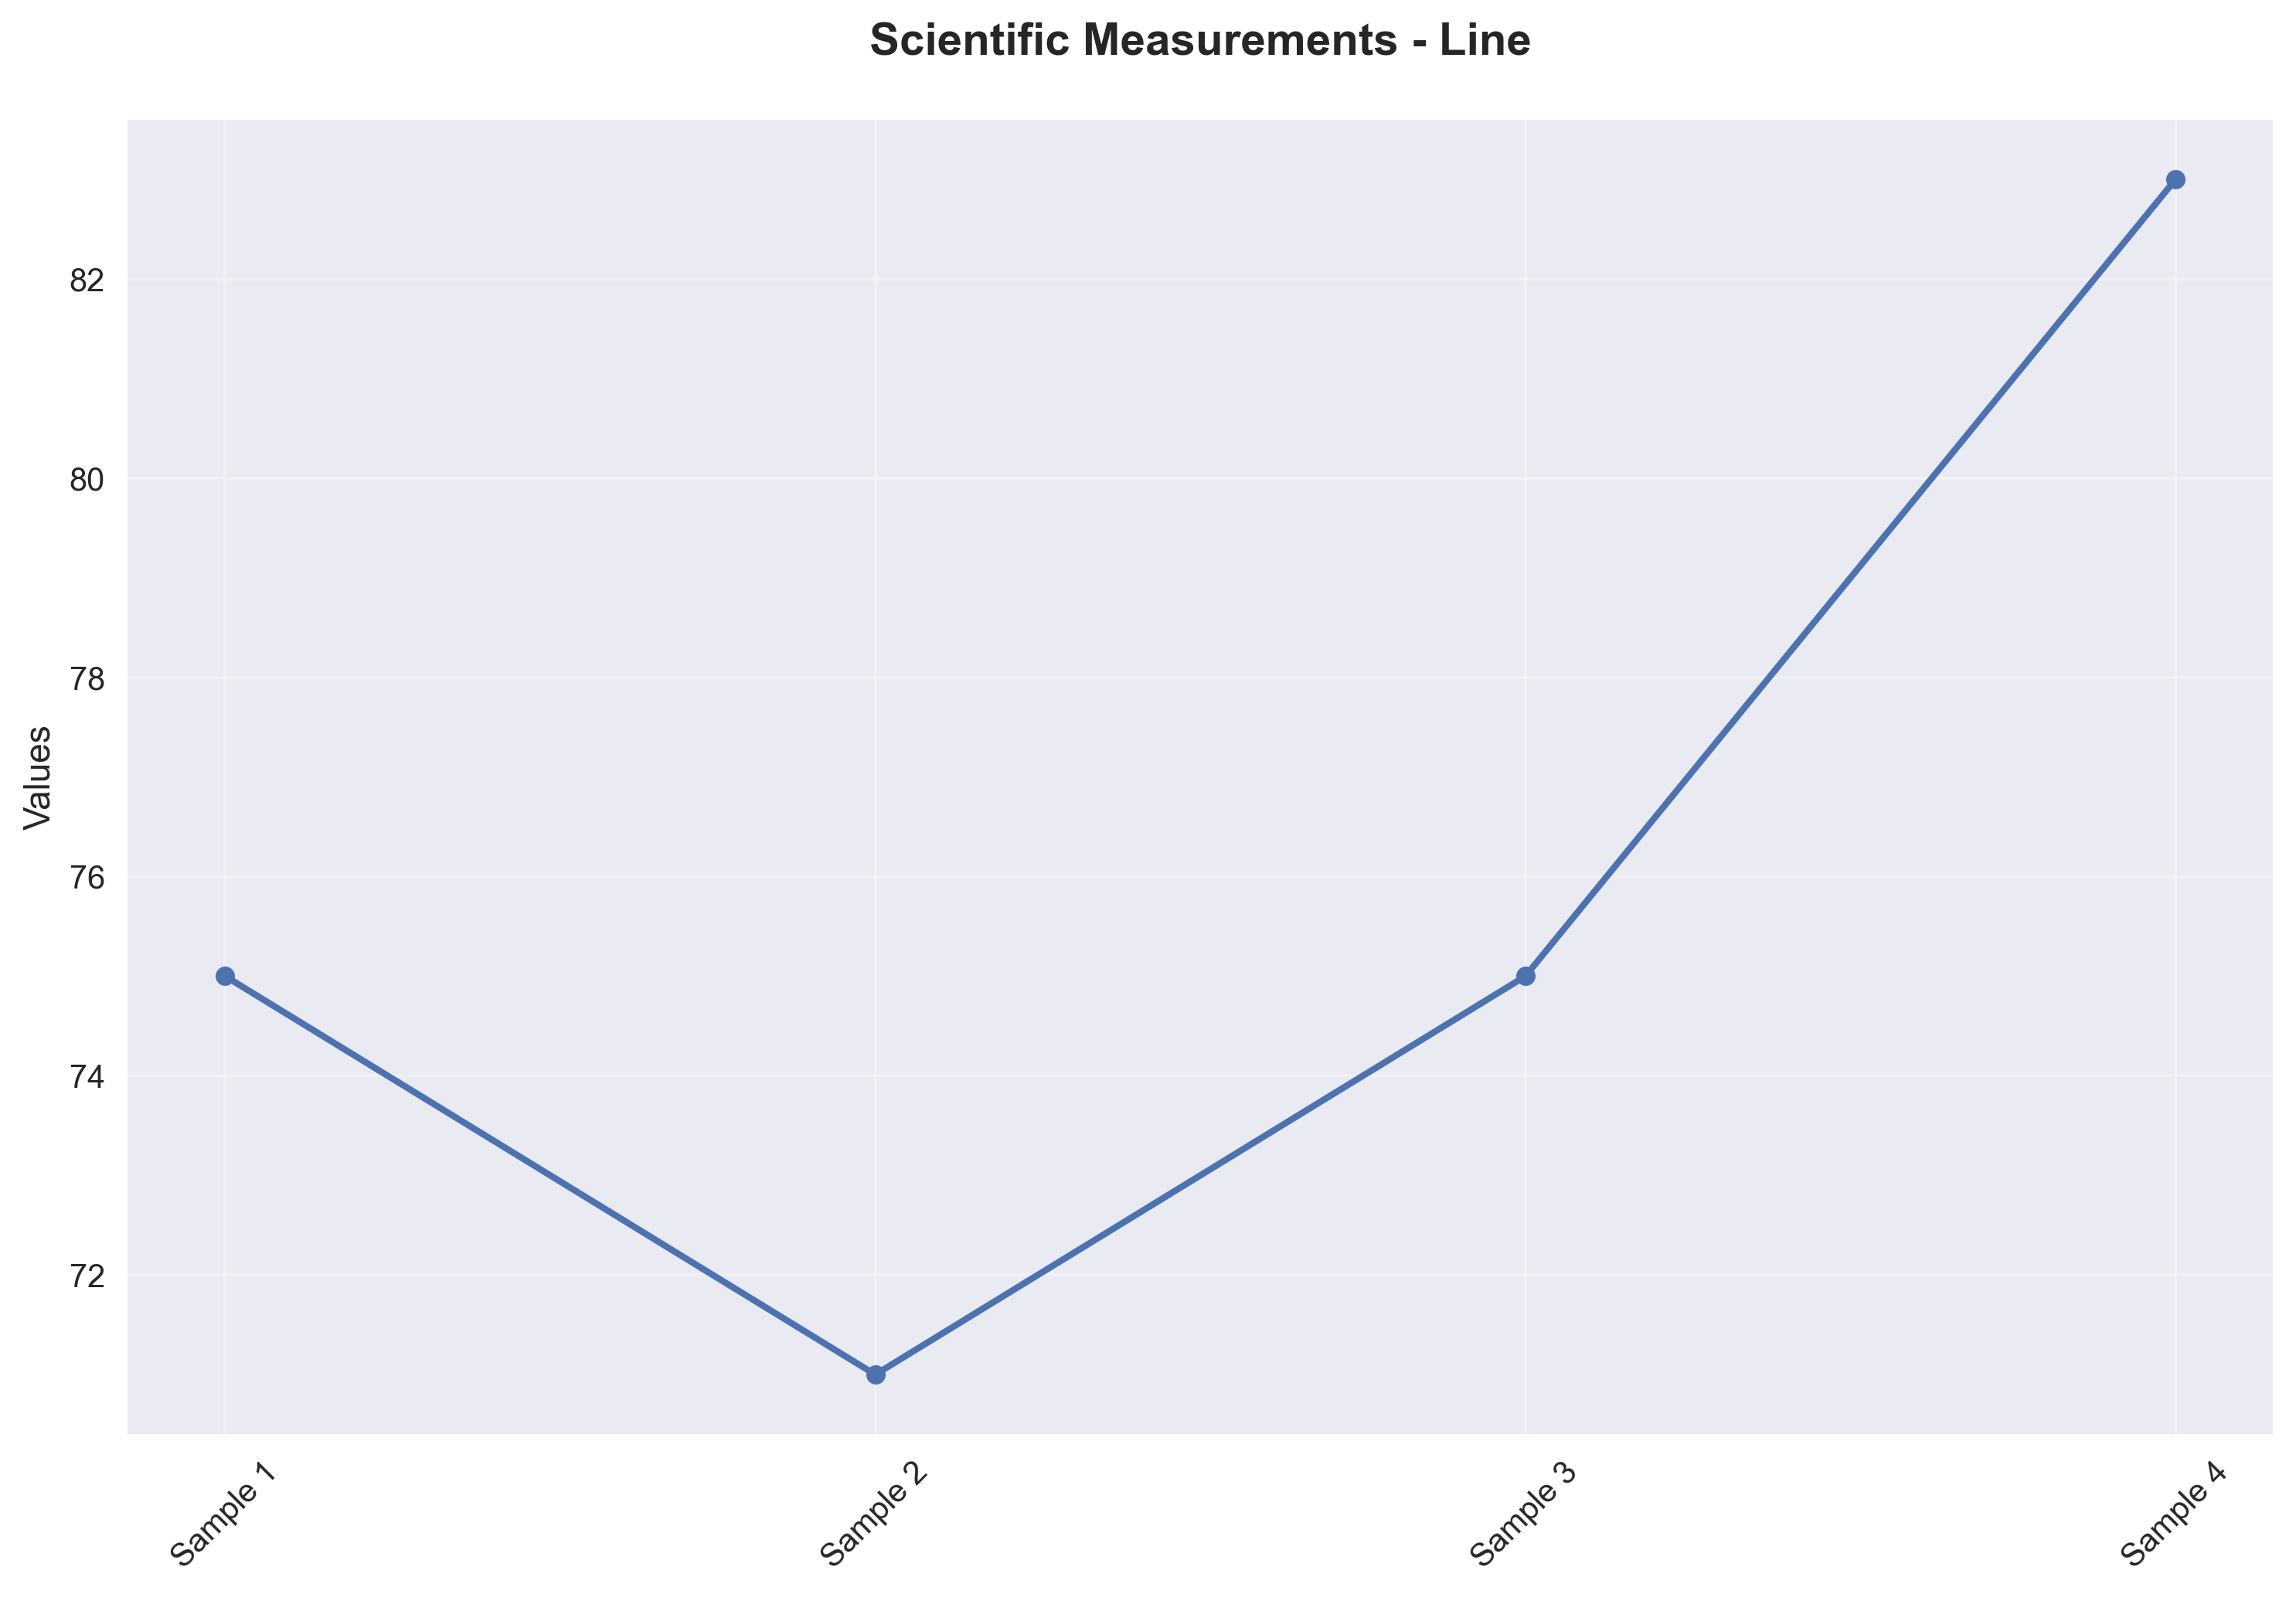 Scientific Measurements - Line
Values
82
80
78
76
74
72
Sample 1
Sample 2
Sample 3
Sample 4